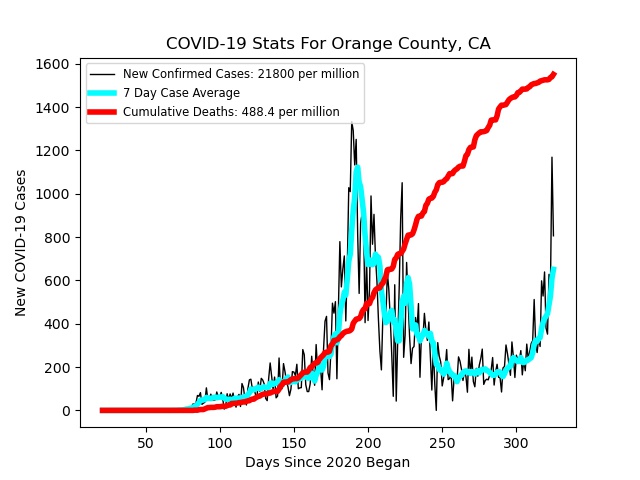 COVID-19 Stats For Orange County, CA
New Confirmed Cases: 21800 per million
7 Day Case Average
Cumulative Deaths: 488.4 per million
New COVID-19 Cases
1600
1400
1200
1000
800
600
400
200
0
50 100 150 200 250 300
Days Since 2020 Began